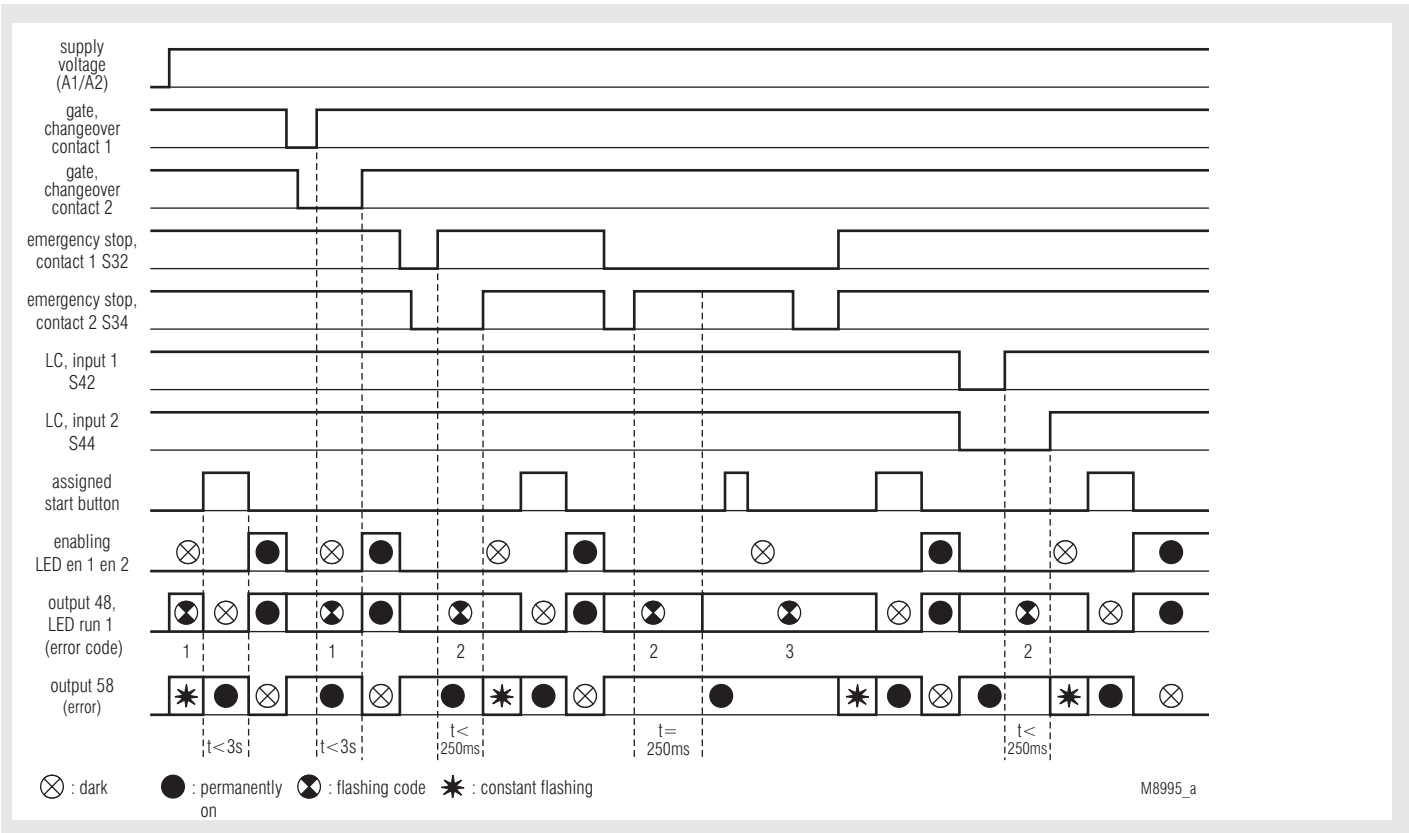 supply
voltage
(A1/A2)
gate,
changeover
contact 1
gate,
changeover
contact 2
emergency stop,
contact 1 S32
emergency stop,
contact 2 S34
LC, input 1
S42
LC, input 2
S44
assigned
start button
enabling
LED en 1 en 2
output 48,
LED run 1
(error code)
1 1 2 2 3 2
output 58
(error)
t<3s
t<3s
t<
250ms
t=
250ms
t<
250ms
: dark
: permanently
on
: flashing code
: constant flashing
M8995_a